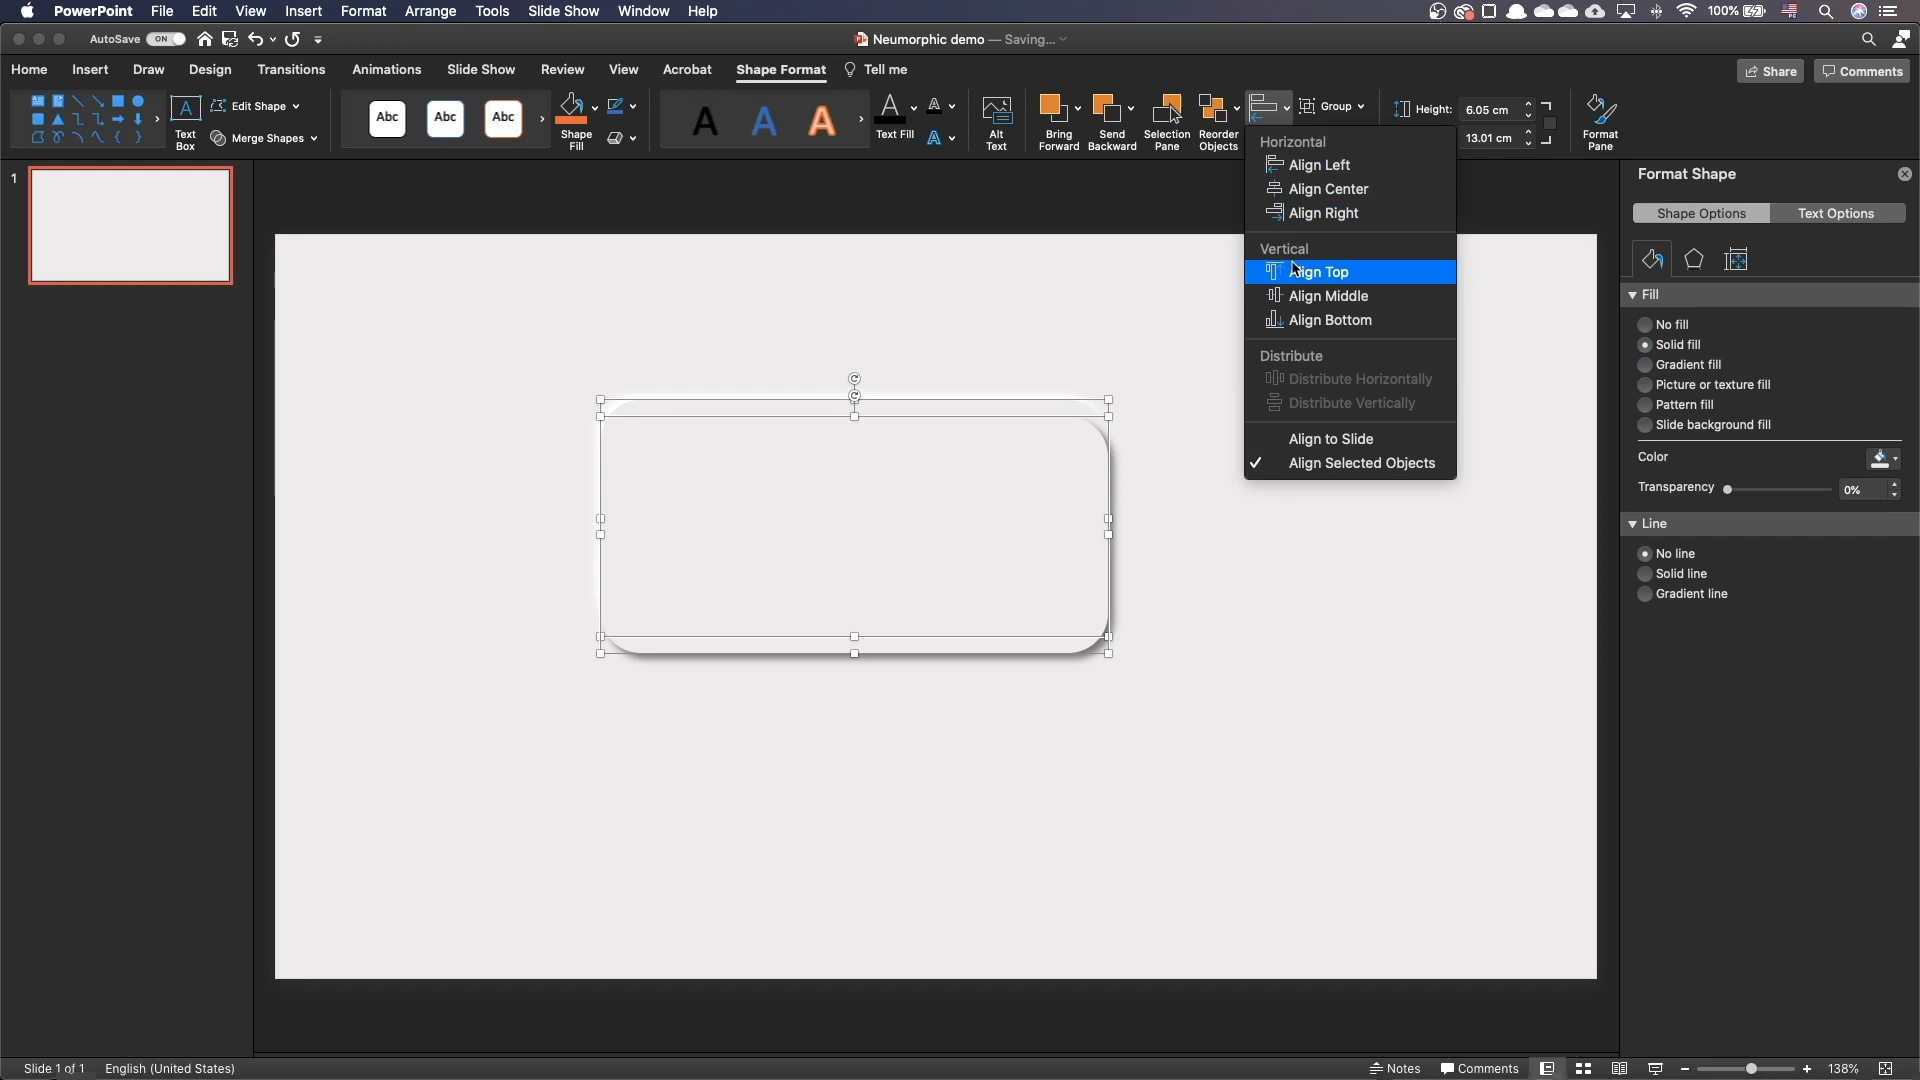 PowerPoint File Edit View Insert Format Arrange Tools Slide Show Window Help 100%
AutoSave ON Neumorphic demo — Saving...
Home Insert Draw Design Transitions Animations Slide Show Review View Acrobat Shape Format Tell me Share Comments
A Text Box
Edit Shape
Merge Shapes
Abc Abc Abc
Shape Fill
A A A
A Text Fill
A
A
Alt Text
Bring Forward
Send Backward
Selection Pane
Reorder Objects
Group
Height: 6.05 cm
13.01 cm
Format Pane
Horizontal
Align Left
Align Center
Align Right
Vertical
Align Top
Align Middle
Align Bottom
Distribute
Distribute Horizontally
Distribute Vertically
Align to Slide
✓ Align Selected Objects
1
Format Shape
Shape Options Text Options
Fill
No fill
Solid fill
Gradient fill
Picture or texture fill
Pattern fill
Slide background fill
Color
Transparency 0%
Line
No line
Solid line
Gradient line
Slide 1 of 1 English (United States) Notes Comments 138%